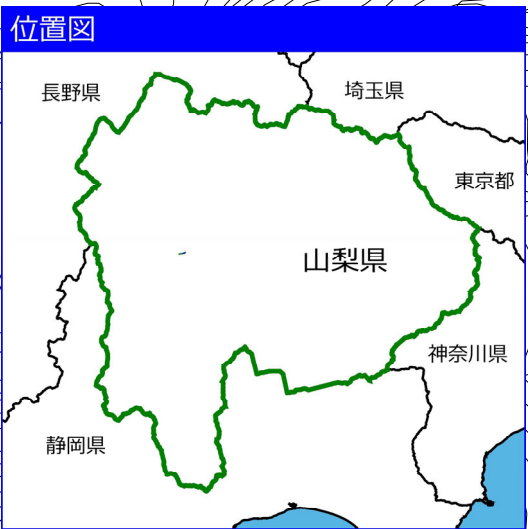 位置図
長野県
埼玉県
東京都
山梨県
神奈川県
静岡県